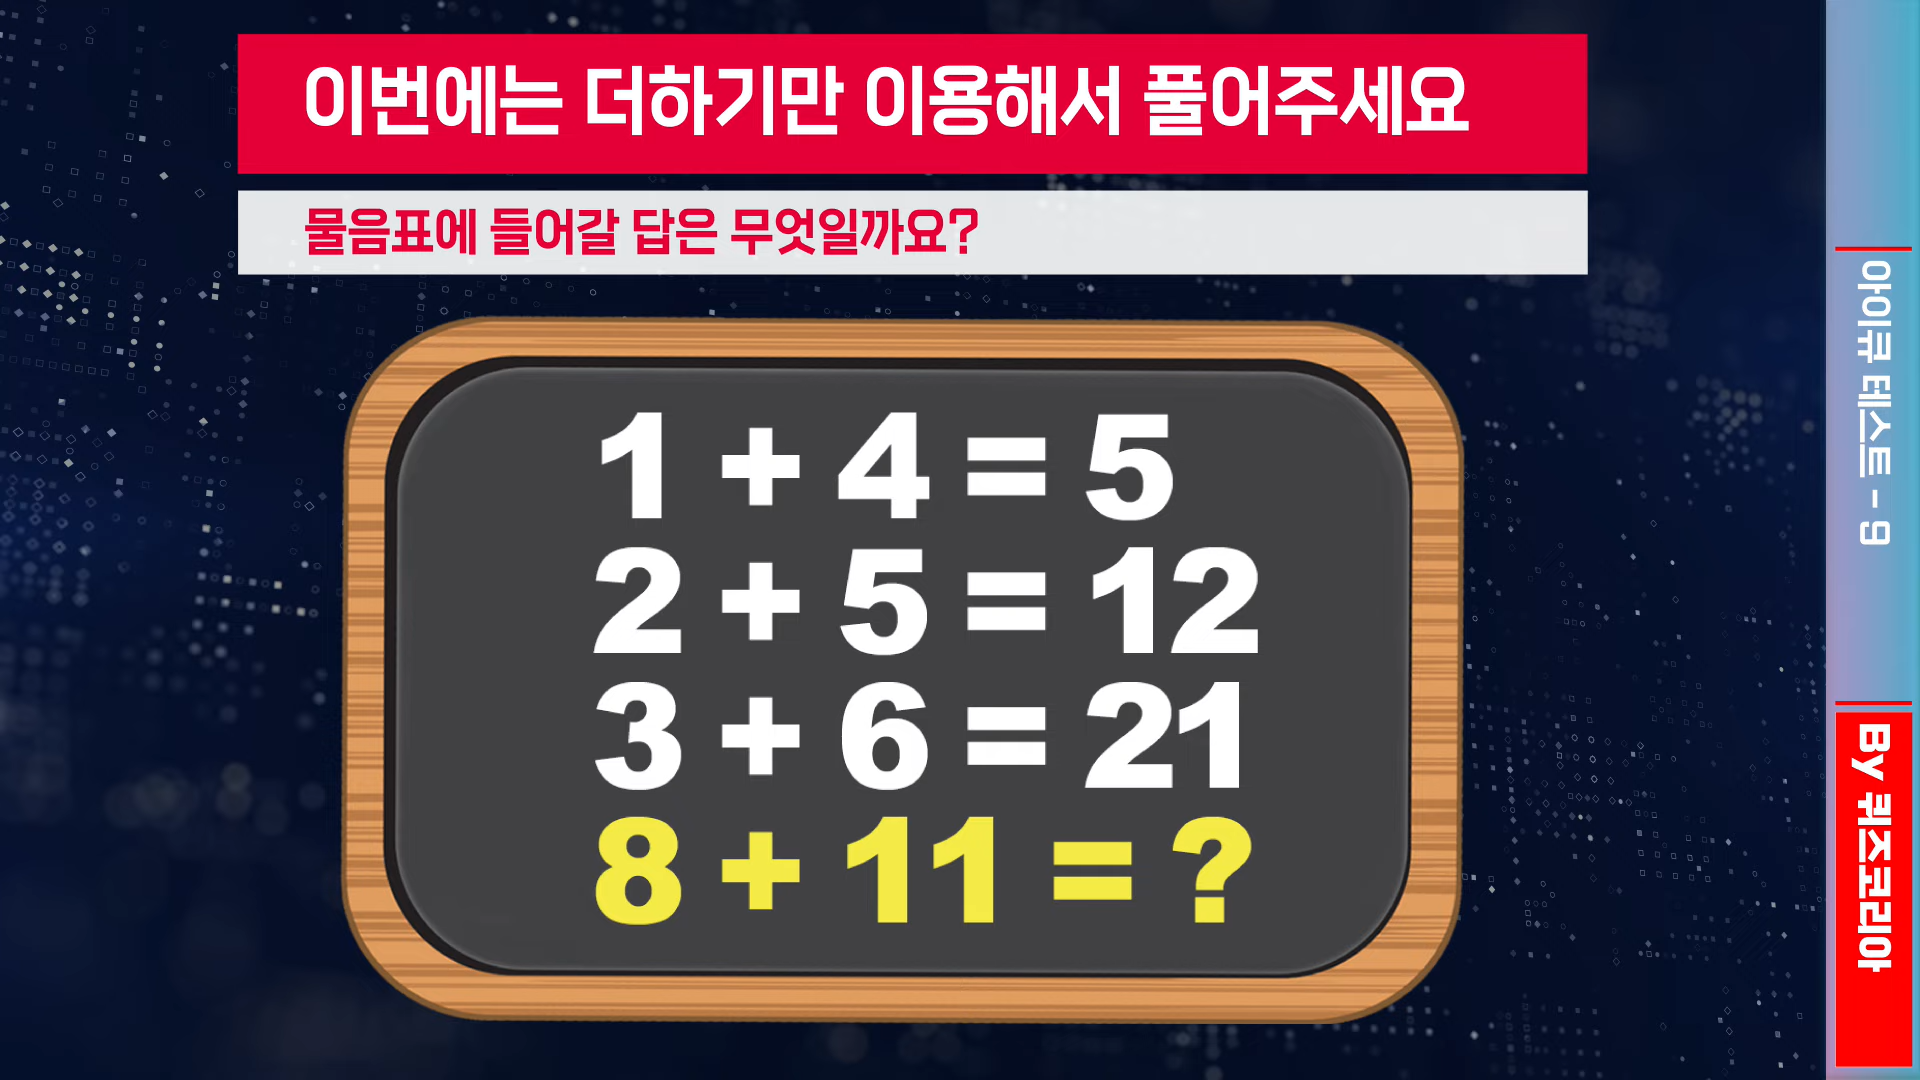 이번에는 더하기만 이용해서 풀어주세요
물음표에 들어갈 답은 무엇일까요?
1 + 4 = 5
2 + 5 = 12
3 + 6 = 21
8 + 11 = ?
아이큐 테스트 - 9
By 퀴즈코리아